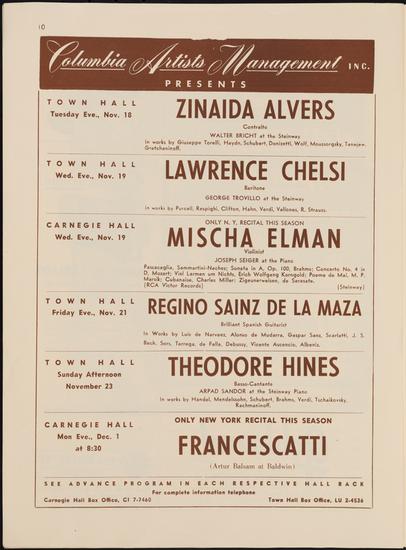 10
Columbia Artists Management INC.
PRESENTS
TOWN HALL
Tuesday Eve., Nov. 18
ZINAIDA ALVERS
Contralto
WALTER BRICHT at the Steinway
In works by Giuseppe Torelli, Haydn, Schubert, Donizetti, Wolf, Moussorgsky, Tanejew,
Gretchaninoff.
TOWN HALL
Wed. Eve., Nov. 19
LAWRENCE CHELSI
Baritone
GEORGE TROVILLO at the Steinway
In works by Purcell, Respighi, Clifton, Hahn, Verdi, Vallones, R. Strauss.
CARNEGIE HALL
Wed. Eve., Nov. 19
ONLY N. Y. RECITAL THIS SEASON
MISCHA ELMAN
Violinist
JOSEPH SEIGER at the Piano
Passacaglia, Sammartini-Nachez; Sonata in A, Op. 100, Brahms; Concerto No. 4 in
D, Mozart; Viel Larmen um Nichts, Erich Wolfgang Korngold; Poeme de Mai, M. P.
Marsik; Cubanaise, Charles Miller; Zigeunerweisen, de Sarasate.
(RCA Victor Records) (Steinway)
TOWN HALL
Friday Eve., Nov. 21
REGINO SAINZ DE LA MAZA
Brilliant Spanish Guitarist
In Works by Luis de Narvaez, Alonso de Mudarra, Gaspar Sanz, Scarlatti, J. S.
Bach, Sors, Tarrega, de Falla, Debussy, Vicente Ascencio, Albeniz.
TOWN HALL
Sunday Afternoon
November 23
THEODORE HINES
Basso-Cantante
ARPAD SANDOR at the Steinway Piano
In works by Handel, Mendelssohn, Schubert, Brahms, Verdi, Tschaikovsky,
Rachmaninoff.
CARNEGIE HALL
Mon Eve., Dec. 1
at 8:30
ONLY NEW YORK RECITAL THIS SEASON
FRANCESCATTI
(Artur Balsam at Baldwin)
SEE ADVANCE PROGRAM IN EACH RESPECTIVE HALL RACK
For complete information telephone
Carnegie Hall Box Office, CI 7-7460 Town Hall Box Office, LU 2-4536